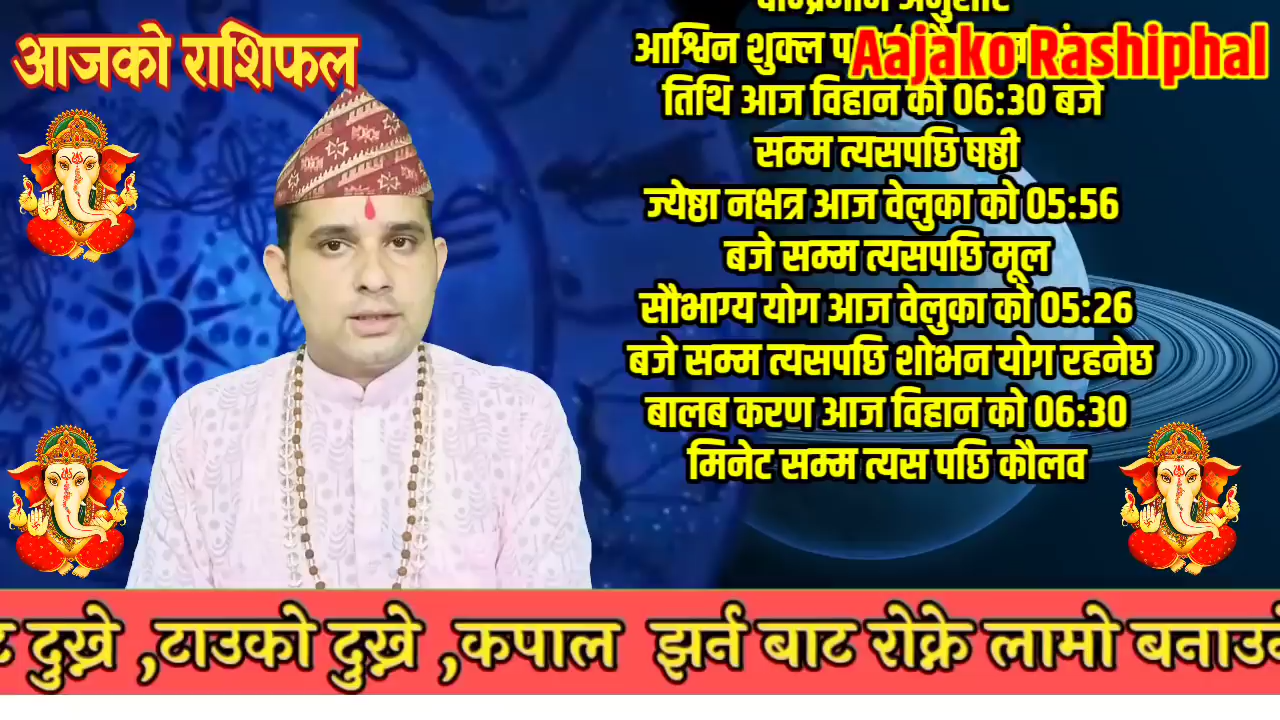 आजको राशिफल
Aajako Rashiphal
आश्विन शुक्ल
तिथि आज विहान को 06:30 बजे
सम्म त्यसपछि षष्ठी
ज्येष्ठा नक्षत्र आज वेलुका को 05:56
बजे सम्म त्यसपछि मूल
सौभाग्य योग आज वेलुका को 05:26
बजे सम्म त्यसपछि शोभन योग रहनेछ
बालब करण आज विहान को 06:30
मिनेट सम्म त्यस पछि कौलव
दुख्ने ,टाउको दुख्ने ,कपाल झर्न बाट रोक्ने लामो